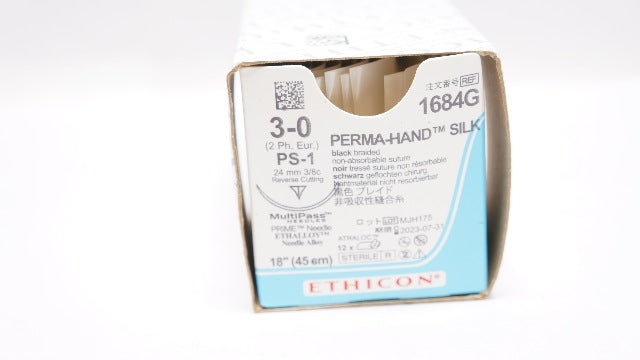 注文番号 REF
1684G
3-0
(2 Ph. Eur.)
PS-1
24 mm 3/8c
Reverse Cutting
MultiPass™
NEEDLES
PRIME™ Needle
ETHALLOY™
Needle Alloy
18" (45 cm)
PERMA-HAND™ SILK
black braided
non-absorbable suture
noir tressé suture non résorbable
schwarz geflochten chirurg.
Nahtmaterial nicht resorbierbar
黒色 ブレイド
非吸収性縫合糸
ロット LOT MJH175
2023-07-31
ATRALOC™
12 x
STERILE R
ETHICON®